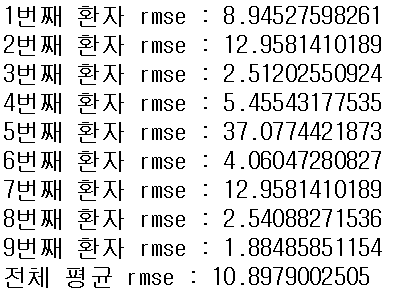 1번째 환자 rmse : 8.94527598261
2번째 환자 rmse : 12.9581410189
3번째 환자 rmse : 2.51202550924
4번째 환자 rmse : 5.45543177535
5번째 환자 rmse : 37.0774421873
6번째 환자 rmse : 4.06047280827
7번째 환자 rmse : 12.9581410189
8번째 환자 rmse : 2.54088271536
9번째 환자 rmse : 1.88485851154
전체 평균 rmse : 10.8979002505